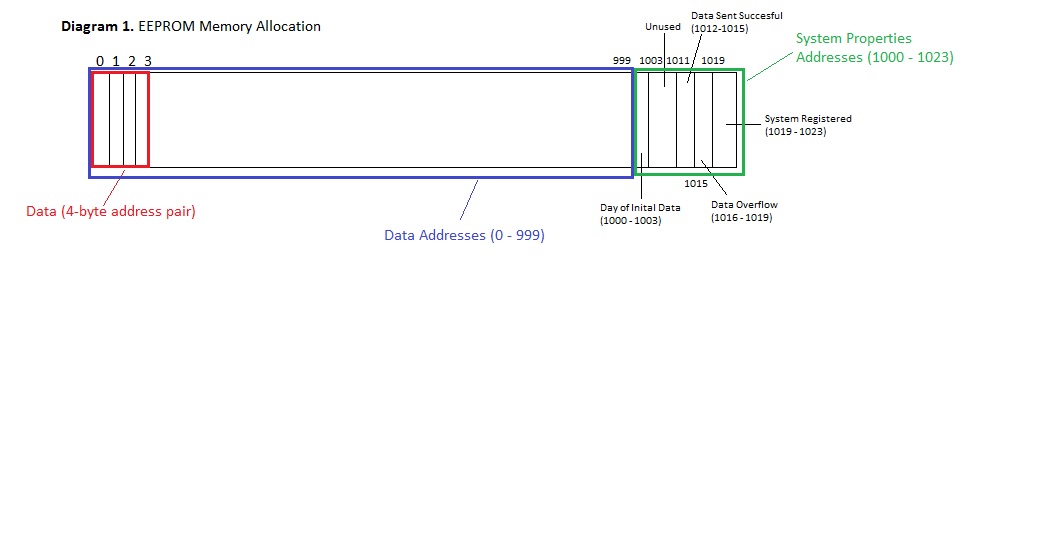 Diagram 1. EEPROM Memory Allocation
Data Sent Succesful
(1012-1015)
Unused
System Properties
Addresses (1000 - 1023)
0 1 2 3
999 1003 1011 1019
System Registered
(1019 - 1023)
1015
Data (4-byte address pair)
Day of Inital Data
(1000 - 1003)
Data Overflow
(1016 - 1019)
Data Addresses (0 - 999)